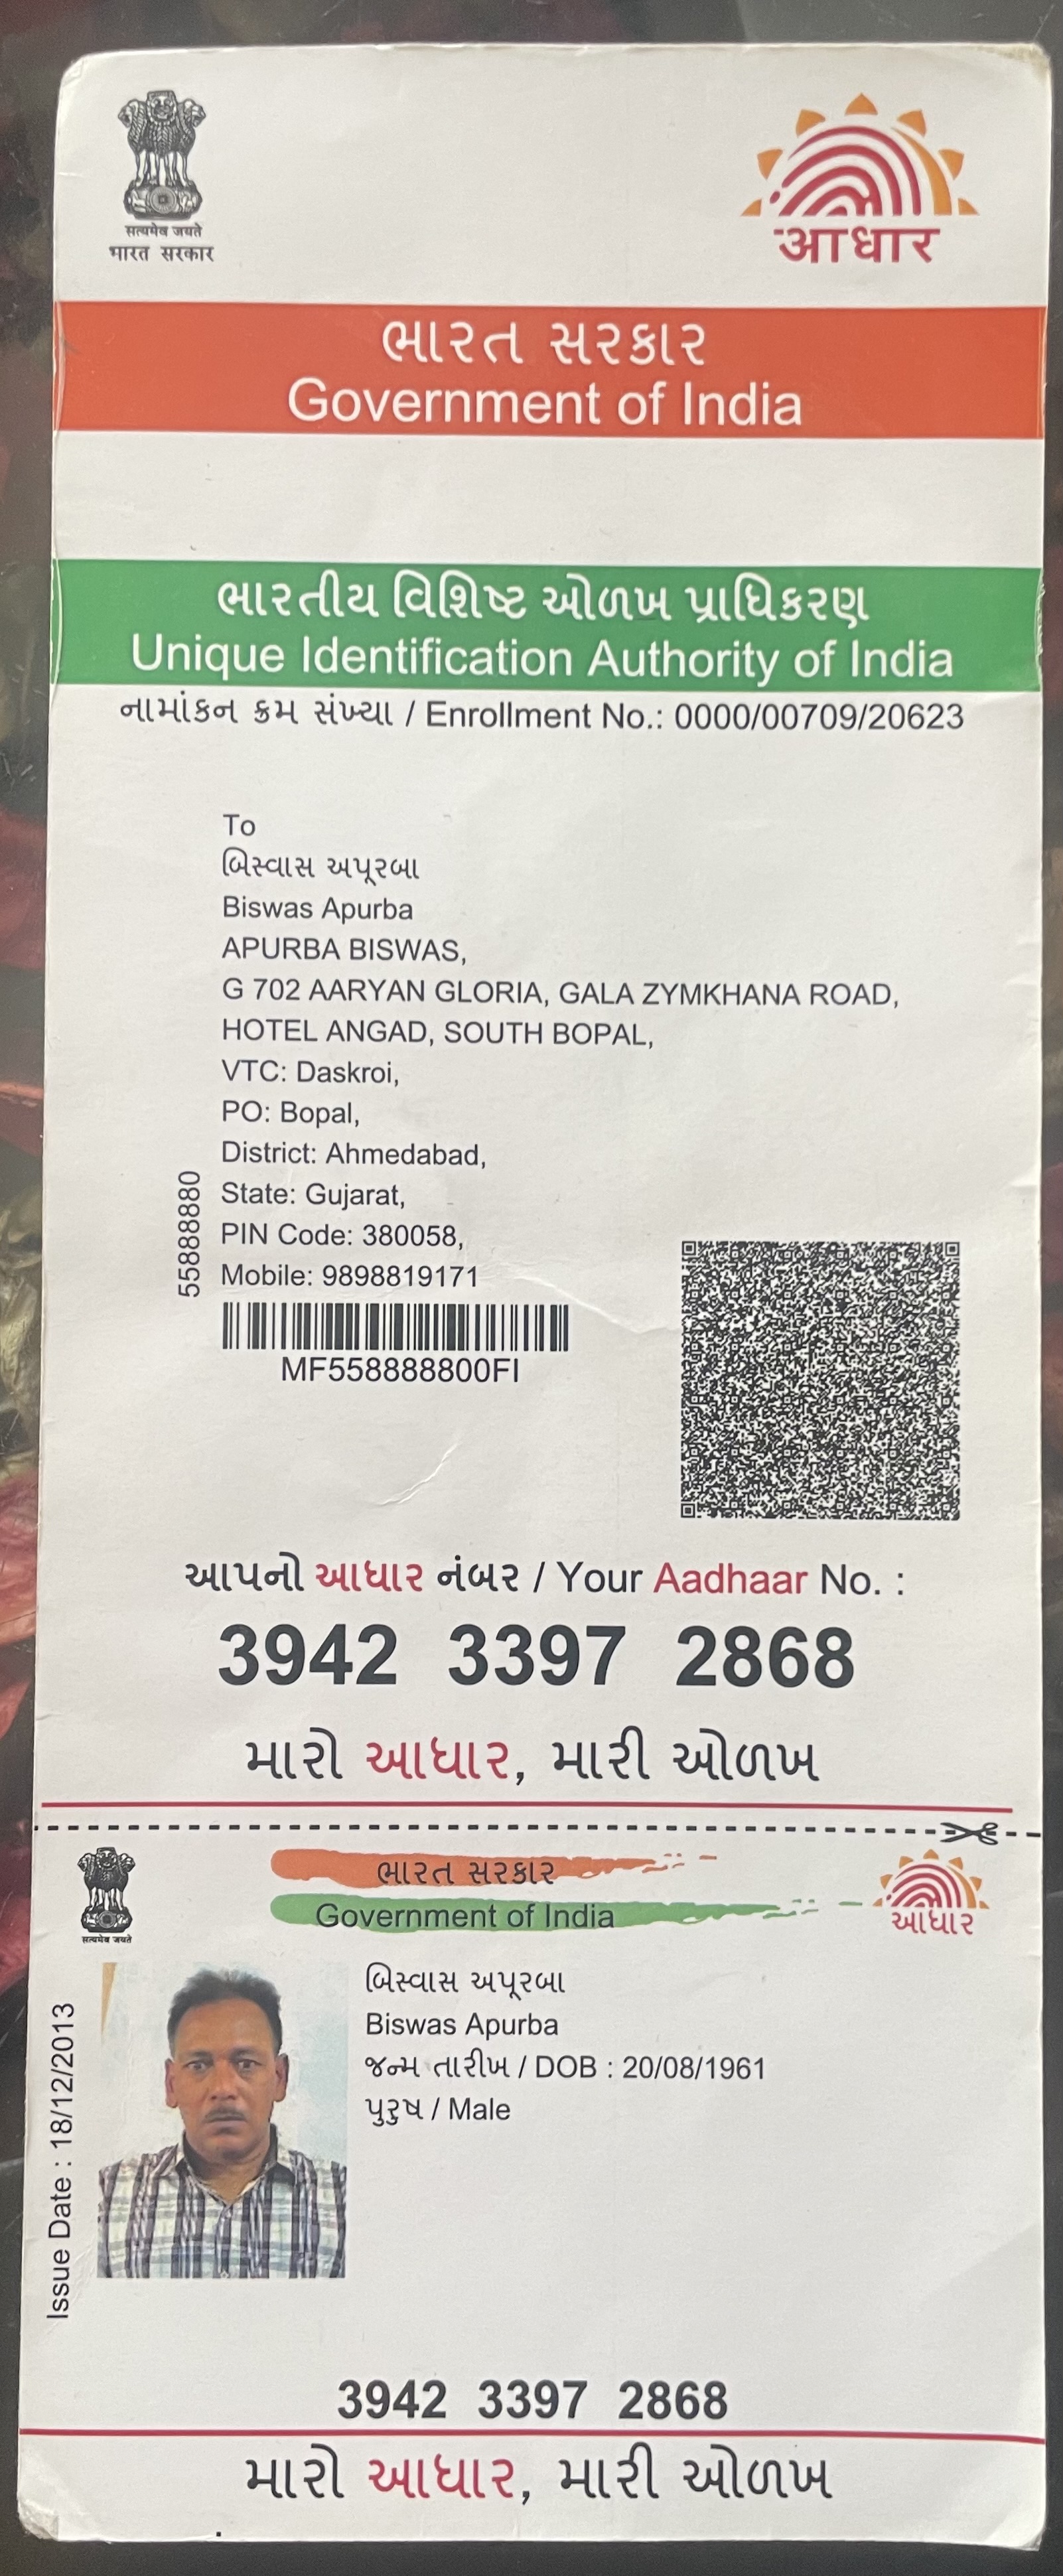 सत्यमेव जयते
भारत सरकार
आधार
ભારત સરકાર
Government of India
ભારતીય વિશિષ્ટ ઓળખ પ્રાધિકરણ
Unique Identification Authority of India
નામાંકન ક્રમ સંખ્યા / Enrollment No.: 0000/00709/20623
To
બિસ્વાસ અપૂરબા
Biswas Apurba
APURBA BISWAS,
G 702 AARYAN GLORIA, GALA ZYMKHANA ROAD,
HOTEL ANGAD, SOUTH BOPAL,
VTC: Daskroi,
PO: Bopal,
District: Ahmedabad,
State: Gujarat,
PIN Code: 380058,
Mobile: 9898819171
55888880
MF558888800FI
આપનો આધાર નંબર / Your Aadhaar No. :
3942 3397 2868
મારો આધાર, મારી ઓળખ
सत्यमेव जयते
ભારત સરકાર
Government of India
આધાર
Issue Date : 18/12/2013
બિસ્વાસ અપૂરબા
Biswas Apurba
જન્મ તારીખ / DOB : 20/08/1961
પુરુષ / Male
3942 3397 2868
મારો આધાર, મારી ઓળખ